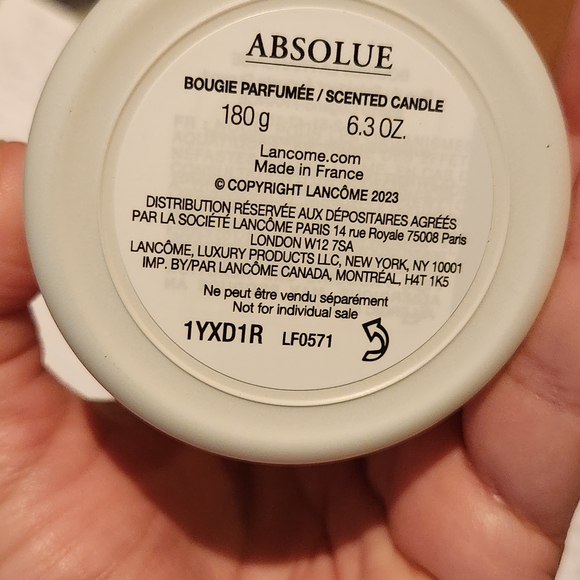 ABSOLUE
BOUGIE PARFUMÉE / SCENTED CANDLE
180 g 6.3 OZ.
Lancome.com
Made in France
© COPYRIGHT LANCÔME 2023
DISTRIBUTION RÉSERVÉE AUX DÉPOSITAIRES AGRÉÉS
PAR LA SOCIÉTÉ LANCÔME PARIS 14 rue Royale 75008 Paris
LONDON W12 7SA
LANCÔME, LUXURY PRODUCTS LLC, NEW YORK, NY 10001
IMP. BY/PAR LANCÔME CANADA, MONTRÉAL, H4T 1K5
Ne peut être vendu séparément
Not for individual sale
1YXD1R LF0571